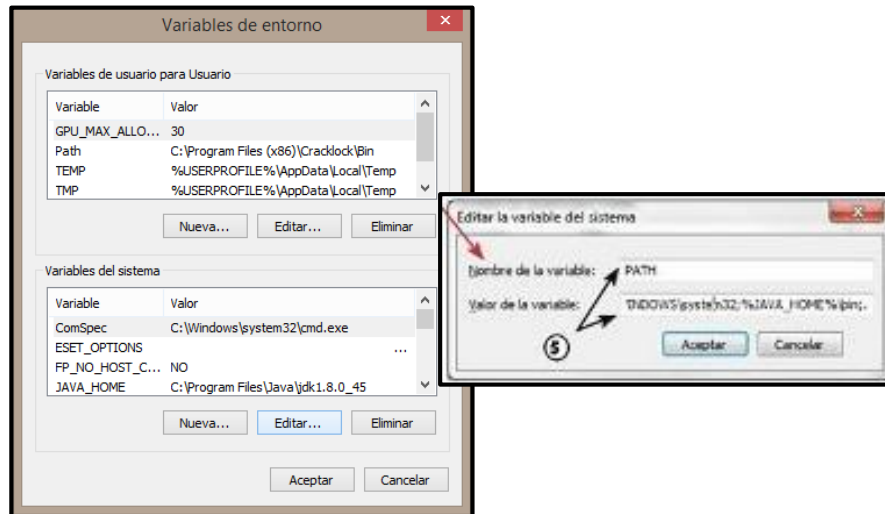 Variables de entorno
Variables de usuario para Usuario
Variable Valor
GPU_MAX_ALLO... 30
Path C:\Program Files (x86)\Cracklock\Bin
TEMP %USERPROFILE%\AppData\Local\Temp
TMP %USERPROFILE%\AppData\Local\Temp
Nueva... Editar... Eliminar
Variables del sistema
Variable Valor
ComSpec C:\Windows\system32\cmd.exe
ESET_OPTIONS ...
FP_NO_HOST_C... NO
JAVA_HOME C:\Program Files\Java\jdk1.8.0_45
Nueva... Editar... Eliminar
Aceptar Cancelar
Editar la variable del sistema
Nombre de la variable: PATH
Valor de la variable: INDOWS\system32;%JAVA_HOME%\bin;.
5
Aceptar Cancelar